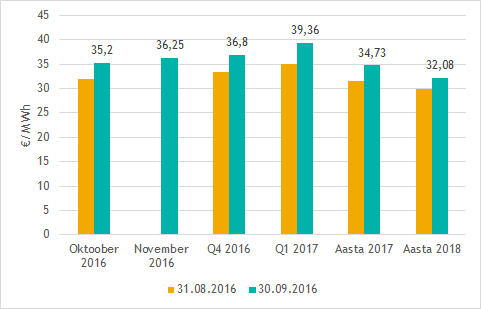 45
40
35
30
25
20
15
10
5
0
€/MWh
35,2
36,25
36,8
39,36
34,73
32,08
Oktoober
2016
November
2016
Q4 2016
Q1 2017
Aasta 2017
Aasta 2018
31.08.2016
30.09.2016